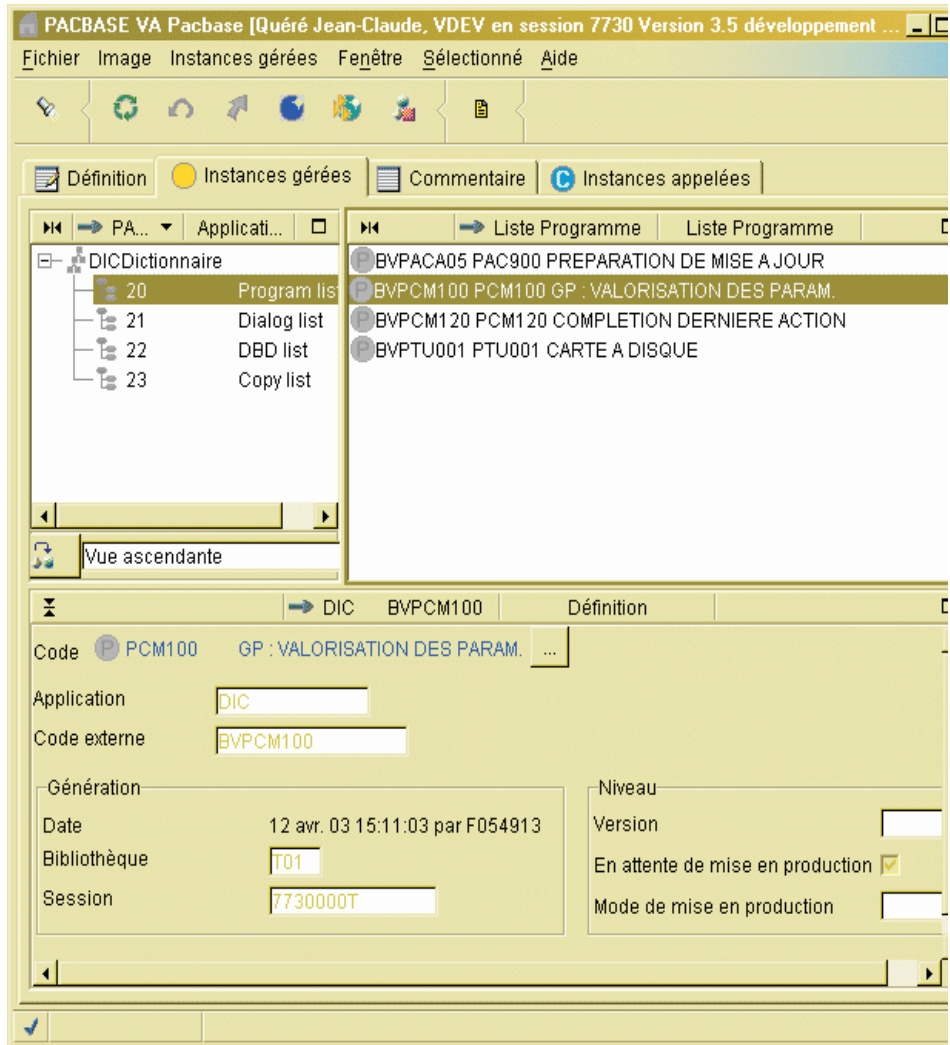 PACBASE VA Pacbase [Quéré Jean-Claude, VDEV en session 7730 Version 3.5 développement ...
Fichier Image Instances gérées Fenêtre Sélectionné Aide
Définition Instances gérées Commentaire C Instances appelées
PA... Applicati...
DICDictionnaire
20 Program lis
21 Dialog list
22 DBD list
23 Copy list
Vue ascendante
Liste Programme Liste Programme
P BVPACA05 PAC900 PREPARATION DE MISE A JOUR
P BVPCM100 PCM100 GP : VALORISATION DES PARAM.
P BVPCM120 PCM120 COMPLETION DERNIERE ACTION
P BVPTU001 PTU001 CARTE A DISQUE
DIC BVPCM100 Définition
Code P PCM100 GP : VALORISATION DES PARAM. ...
Application DIC
Code externe BVPCM100
Génération
Date 12 avr. 03 15:11:03 par F054913
Bibliothèque T01
Session 7730000T
Niveau
Version
En attente de mise en production
Mode de mise en production